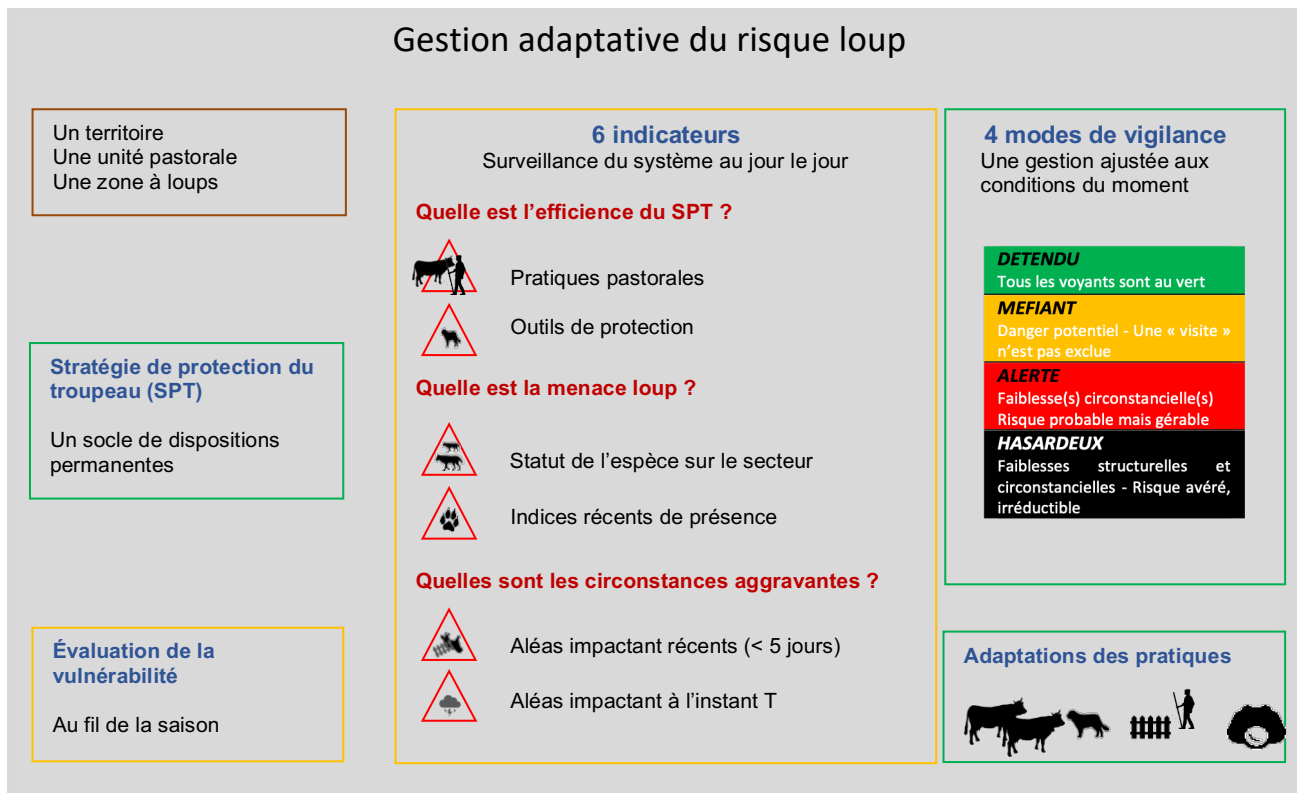 Gestion adaptative du risque loup
Un territoire
Une unité pastorale
Une zone à loups
Stratégie de protection du
troupeau (SPT)
Un socle de dispositions
permanentes
Évaluation de la
vulnérabilité
Au fil de la saison
6 indicateurs
Surveillance du système au jour le jour
Quelle est l’efficience du SPT ?
Pratiques pastorales
Outils de protection
Quelle est la menace loup ?
Statut de l’espèce sur le secteur
Indices récents de présence
Quelles sont les circonstances aggravantes ?
Aléas impactant récents (< 5 jours)
Aléas impactant à l’instant T
4 modes de vigilance
Une gestion ajustée aux
conditions du moment
DETENDU
Tous les voyants sont au vert
MEFIANT
Danger potentiel - Une « visite »
n’est pas exclue
ALERTE
Faiblesse(s) circonstancielle(s)
Risque probable mais gérable
HASARDEUX
Faiblesses structurelles et
circonstancielles - Risque avéré,
irréductible
Adaptations des pratiques